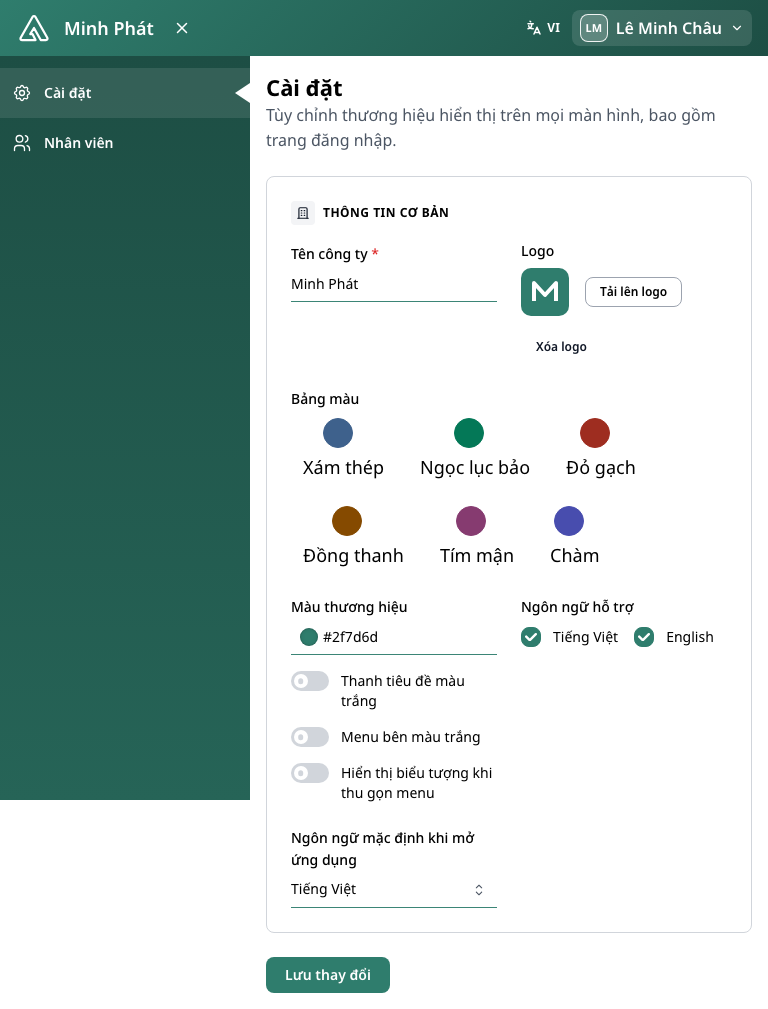 Minh Phát
VI
LM
Lê Minh Châu
Cài đặt
Nhân viên
Cài đặt
Tùy chỉnh thương hiệu hiển thị trên mọi màn hình, bao gồm
trang đăng nhập.
THÔNG TIN CƠ BẢN
Tên công ty *
Minh Phát
Logo
Tải lên logo
Xóa logo
Bảng màu
Xám thép
Ngọc lục bảo
Đỏ gạch
Đồng thanh
Tím mận
Chàm
Màu thương hiệu
#2f7d6d
Ngôn ngữ hỗ trợ
Tiếng Việt
English
Thanh tiêu đề màu
trắng
Menu bên màu trắng
Hiển thị biểu tượng khi
thu gọn menu
Ngôn ngữ mặc định khi mở
ứng dụng
Tiếng Việt
Lưu thay đổi